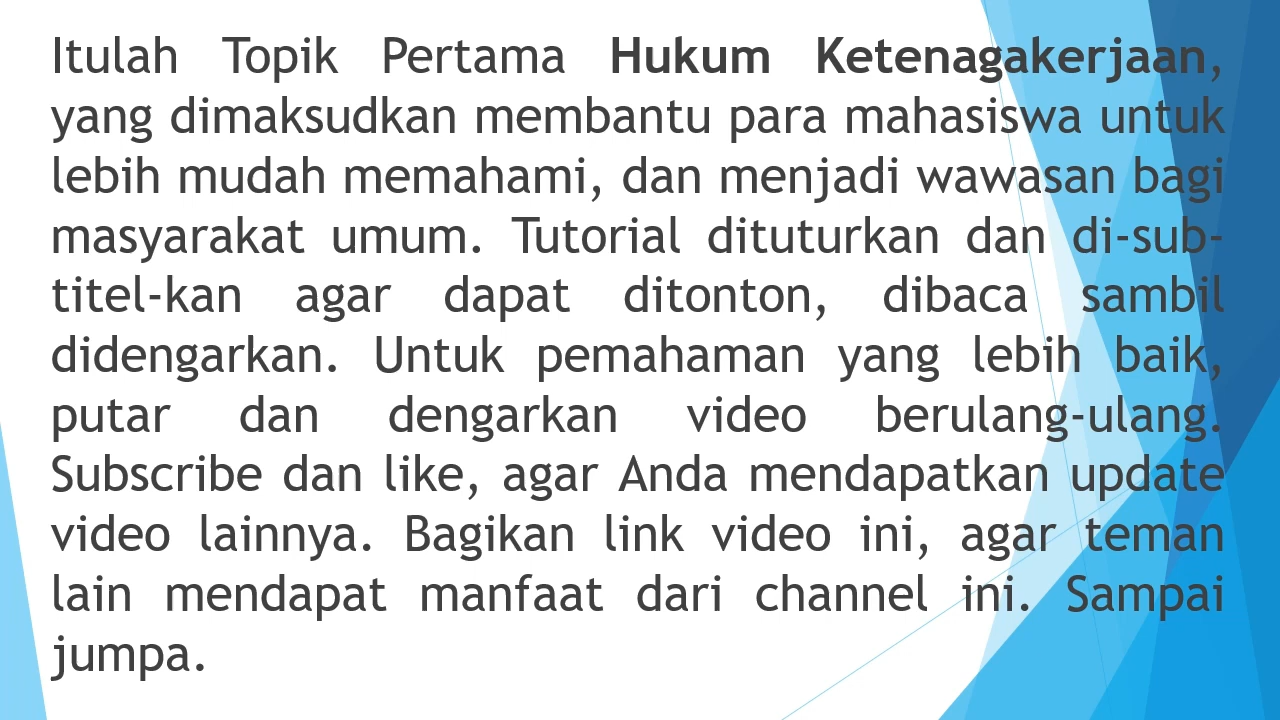 Itulah Topik Pertama Hukum Ketenagakerjaan,
yang dimaksudkan membantu para mahasiswa untuk
lebih mudah memahami, dan menjadi wawasan bagi
masyarakat umum. Tutorial dituturkan dan di-sub-
titel-kan agar dapat ditonton, dibaca sambil
didengarkan. Untuk pemahaman yang lebih baik,
putar dan dengarkan video berulang-ulang.
Subscribe dan like, agar Anda mendapatkan update
video lainnya. Bagikan link video ini, agar teman
lain mendapat manfaat dari channel ini. Sampai
jumpa.